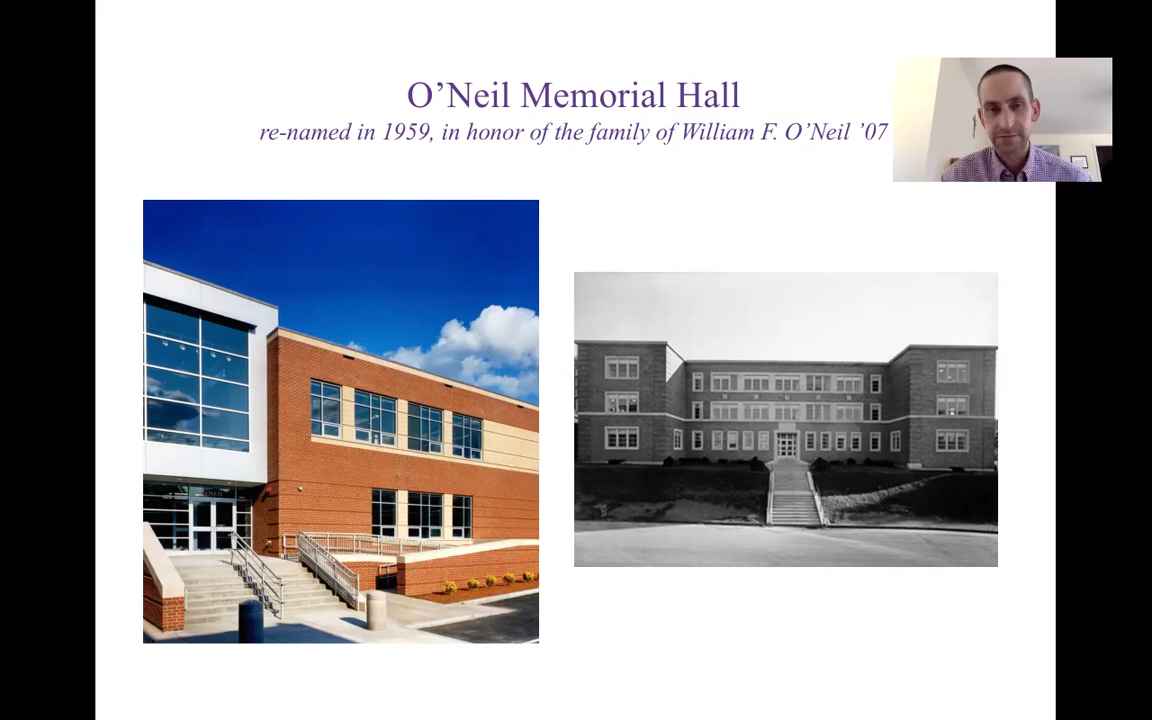 O’Neil Memorial Hall
re-named in 1959, in honor of the family of William F. O’Neil ’07